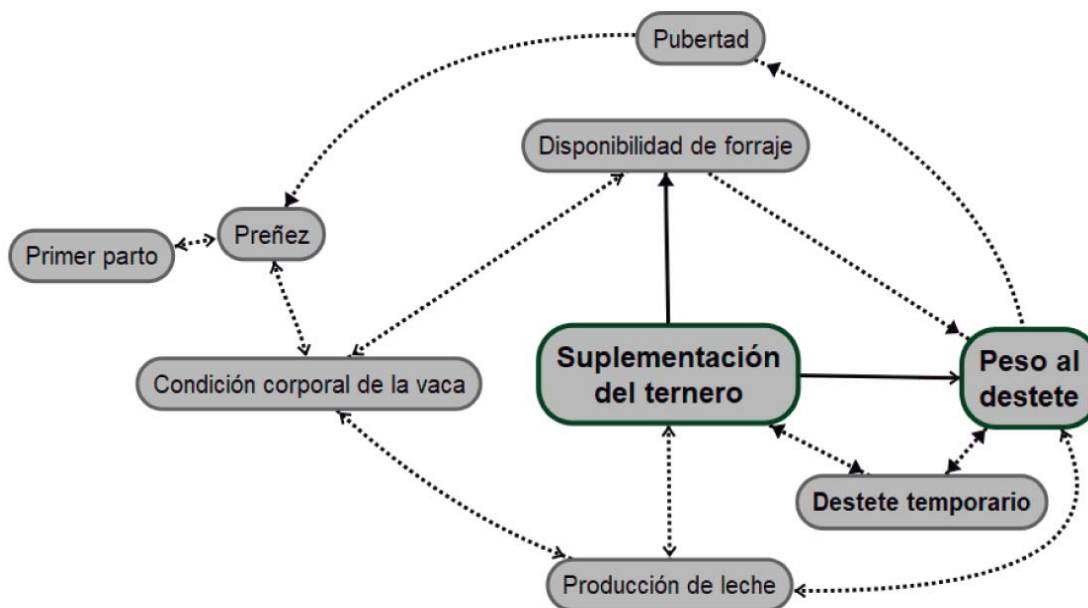 Pubertad
Disponibilidad de forraje
Preñez
Primer parto
Suplementación
del ternero
Peso al
destete
Condición corporal de la vaca
Destete temporario
Producción de leche